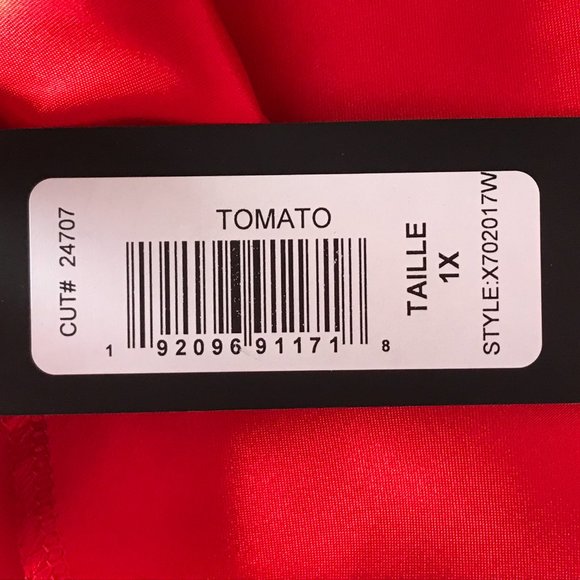 CUT# 24707
TOMATO
1 92096 91171 8
TAILLE
1X
STYLE:X702017W